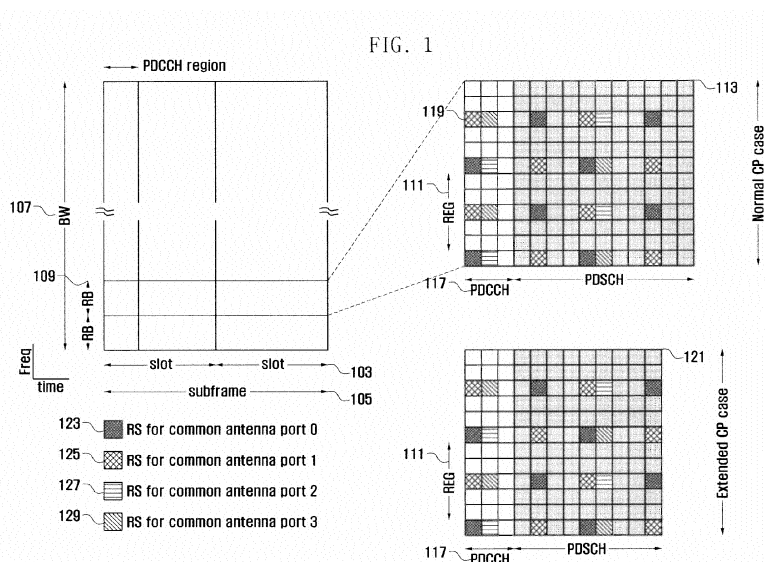 FIG. 1
PDCCH region
107
BW
109
RB
RB
Freq
time
slot
slot
103
subframe
105
123
RS for common antenna port 0
125
RS for common antenna port 1
127
RS for common antenna port 2
129
RS for common antenna port 3
113
119
111
REG
117
PDCCH
PDSCH
Normal CP case
121
111
REG
117
PDCCH
PDSCH
Extended CP case